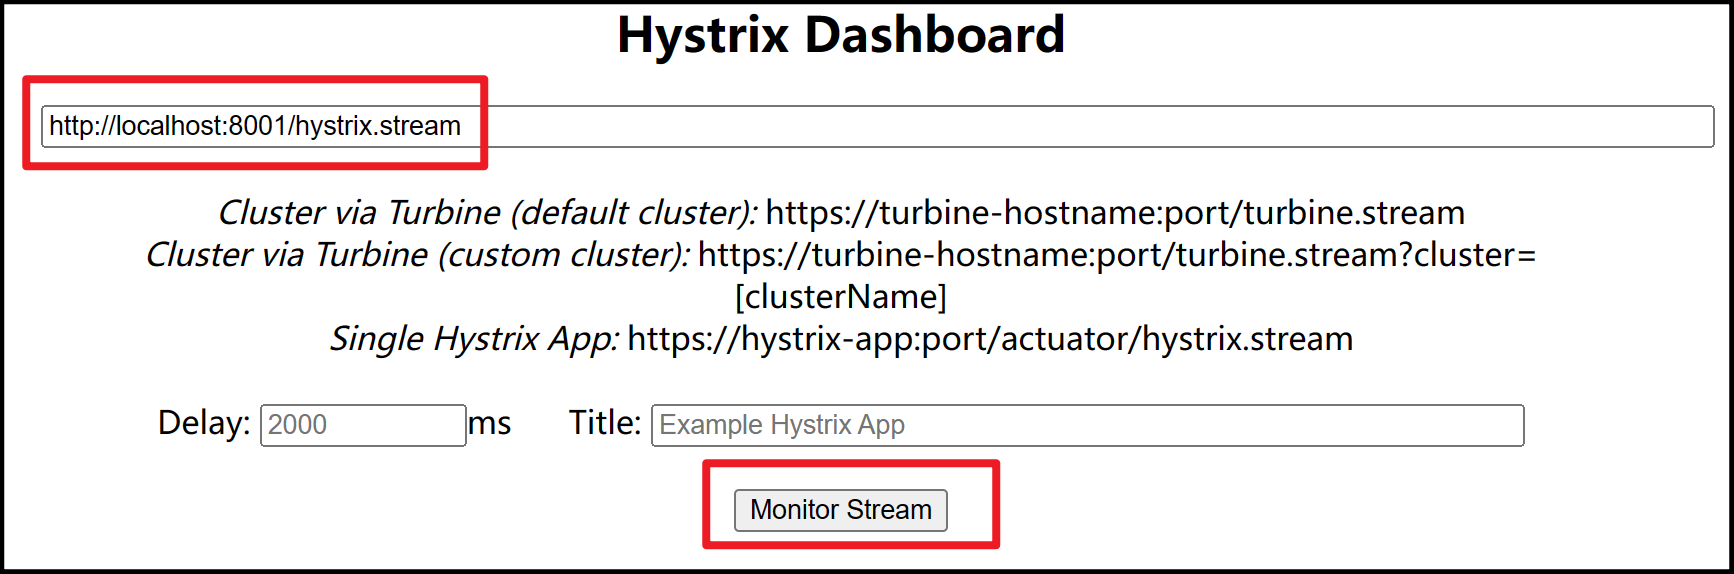 Hystrix Dashboard
http://localhost:8001/hystrix.stream
Cluster via Turbine (default cluster): https://turbine-hostname:port/turbine.stream
Cluster via Turbine (custom cluster): https://turbine-hostname:port/turbine.stream?cluster=
[clusterName]
Single Hystrix App: https://hystrix-app:port/actuator/hystrix.stream
Delay: 2000 ms Title: Example Hystrix App
Monitor Stream